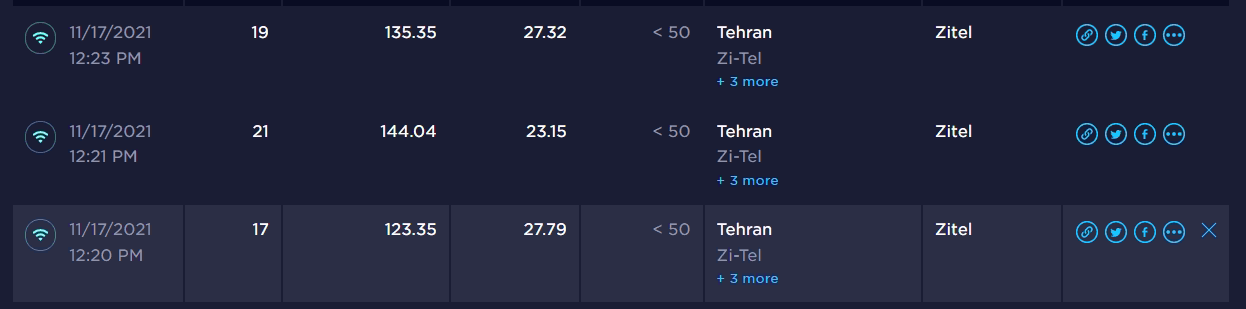 11/17/2021 19 135.35 27.32 < 50 Tehran Zitel
12:23 PM Zi-Tel
+ 3 more
11/17/2021 21 144.04 23.15 < 50 Tehran Zitel
12:21 PM Zi-Tel
+ 3 more
11/17/2021 17 123.35 27.79 < 50 Tehran Zitel
12:20 PM Zi-Tel
+ 3 more